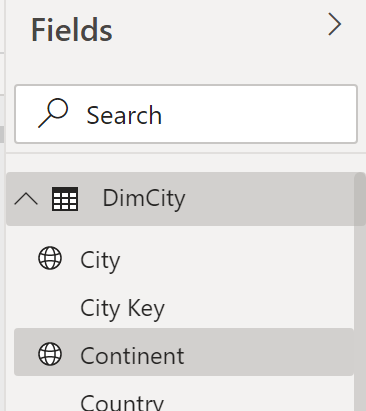 Fields
Search
DimCity
City
City Key
Continent
Country